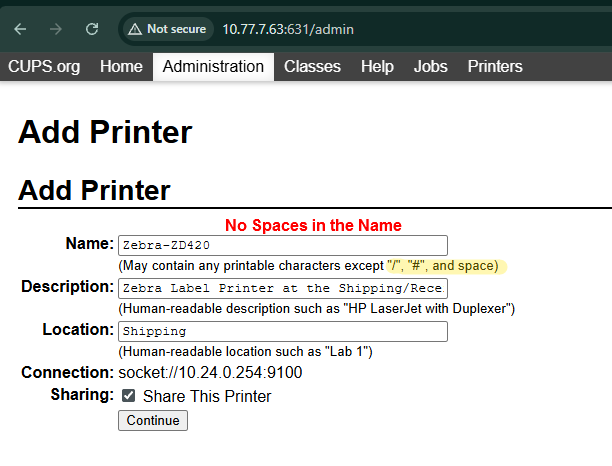 Not secure 10.77.7.63:631/admin
CUPS.org Home Administration Classes Help Jobs Printers
Add Printer
Add Printer
No Spaces in the Name
Name: Zebra-ZD420
(May contain any printable characters except "/", "#", and space)
Description: Zebra Label Printer at the Shipping/Rece
(Human-readable description such as "HP LaserJet with Duplexer")
Location: Shipping
(Human-readable location such as "Lab 1")
Connection: socket://10.24.0.254:9100
Sharing: Share This Printer
Continue